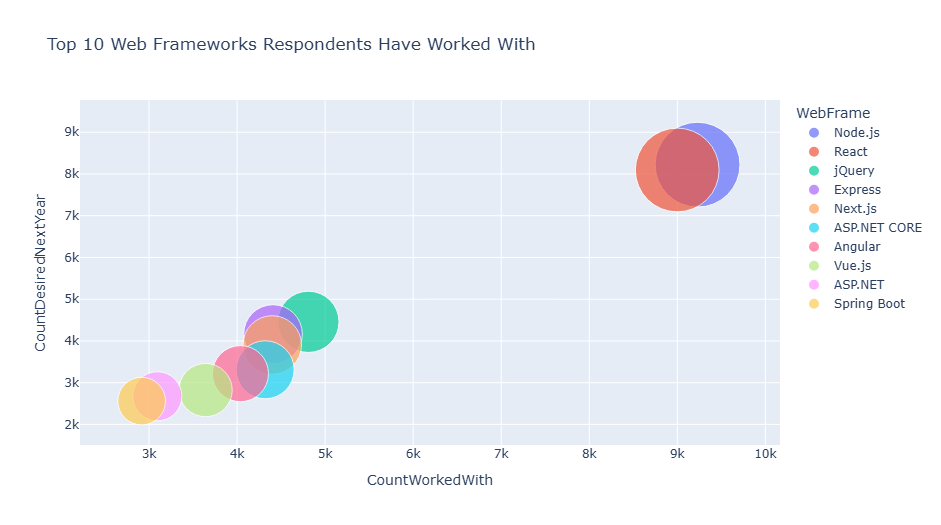 Top 10 Web Frameworks Respondents Have Worked With
CountDesiredNextYear
9k
8k
7k
6k
5k
4k
3k
2k
3k 4k 5k 6k 7k 8k 9k 10k
CountWorkedWith
WebFrame
Node.js
React
jQuery
Express
Next.js
ASP.NET CORE
Angular
Vue.js
ASP.NET
Spring Boot